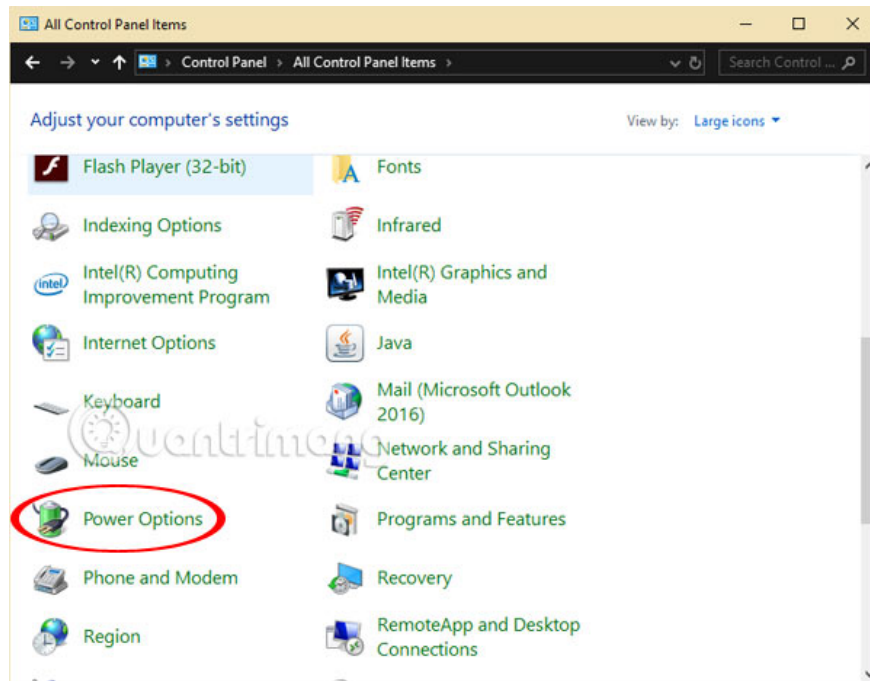 All Control Panel Items
Control Panel > All Control Panel Items >
Search Control ...
Adjust your computer's settings
View by: Large icons
Flash Player (32-bit)
Fonts
Indexing Options
Infrared
intel
Intel(R) Computing
Improvement Program
Intel(R) Graphics and
Media
Internet Options
Java
Keyboard
Mail (Microsoft Outlook
2016)
Quantrimang
Mouse
Network and Sharing
Center
Power Options
Programs and Features
Phone and Modem
Recovery
Region
RemoteApp and Desktop
Connections